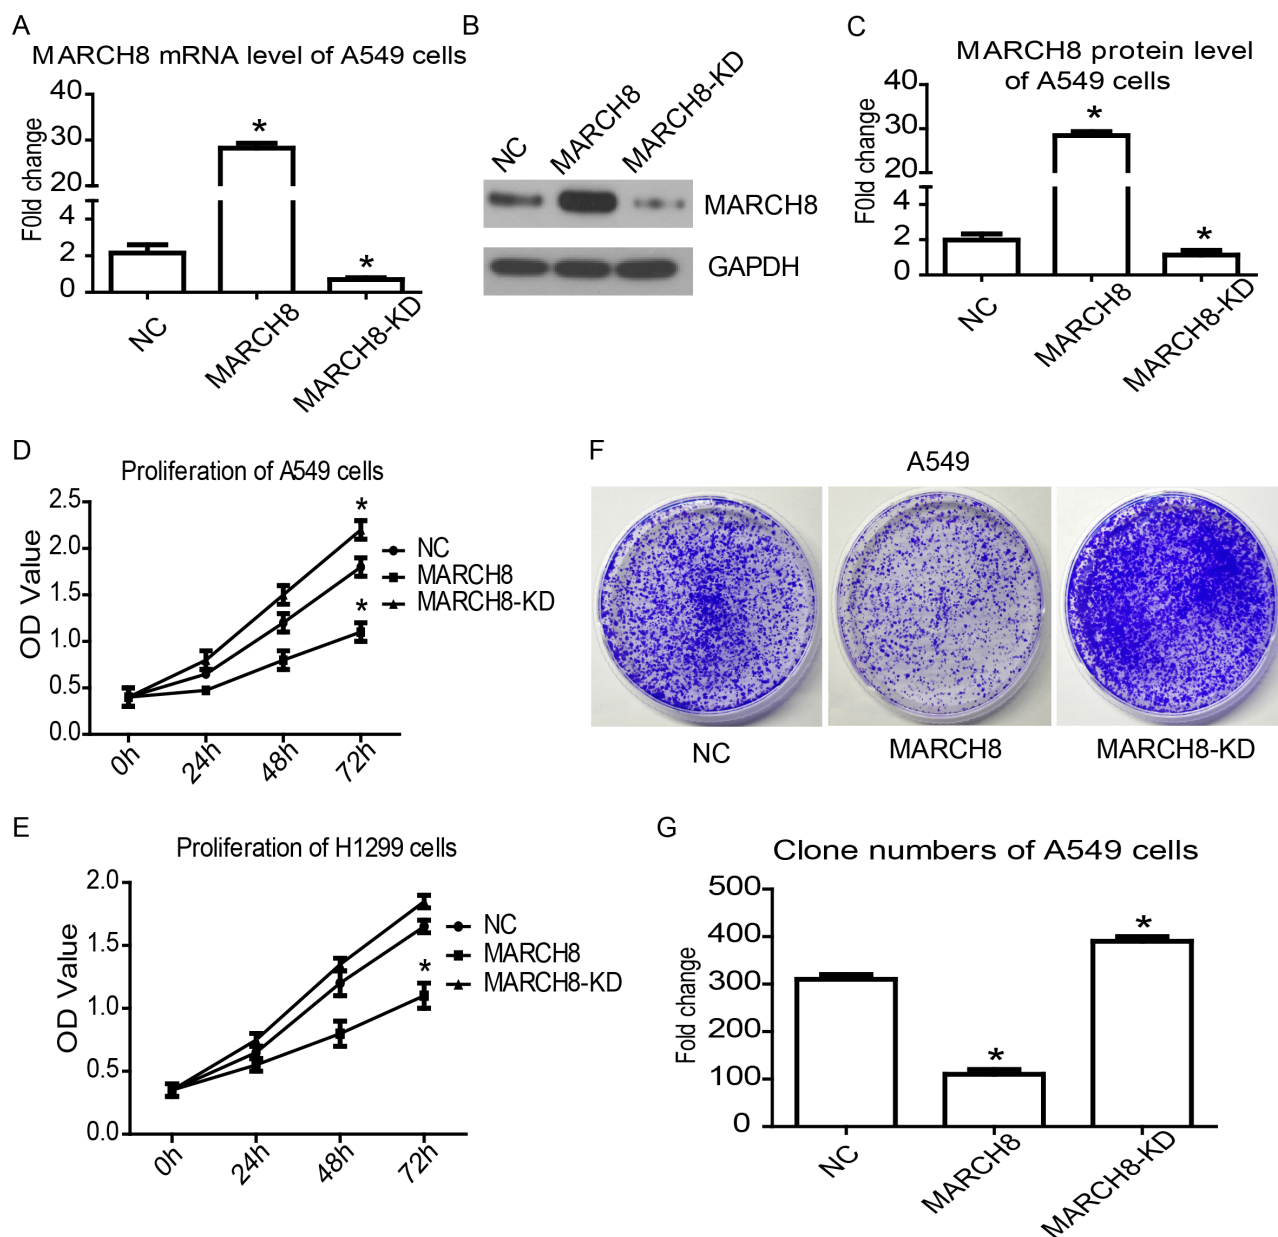 A
MARCH8 mRNA level of A549 cells
F0ld change
40
30
20
4
2
0
*
*
NC
MARCH8
MARCH8-KD
B
NC
MARCH8
MARCH8-KD
MARCH8
GAPDH
C
MARCH8 protein level
of A549 cells
F0ld change
40
30
20
4
2
0
*
*
NC
MARCH8
MARCH8-KD
D
Proliferation of A549 cells
OD Value
2.5
2.0
1.5
1.0
0.5
0.0
*
*
0h
24h
48h
72h
NC
MARCH8
MARCH8-KD
F
A549
NC
MARCH8
MARCH8-KD
E
Proliferation of H1299 cells
OD Value
2.0
1.5
1.0
0.5
0.0
*
0h
24h
48h
72h
NC
MARCH8
MARCH8-KD
G
Clone numbers of A549 cells
Fold change
500
400
300
200
100
0
*
*
NC
MARCH8
MARCH8-KD